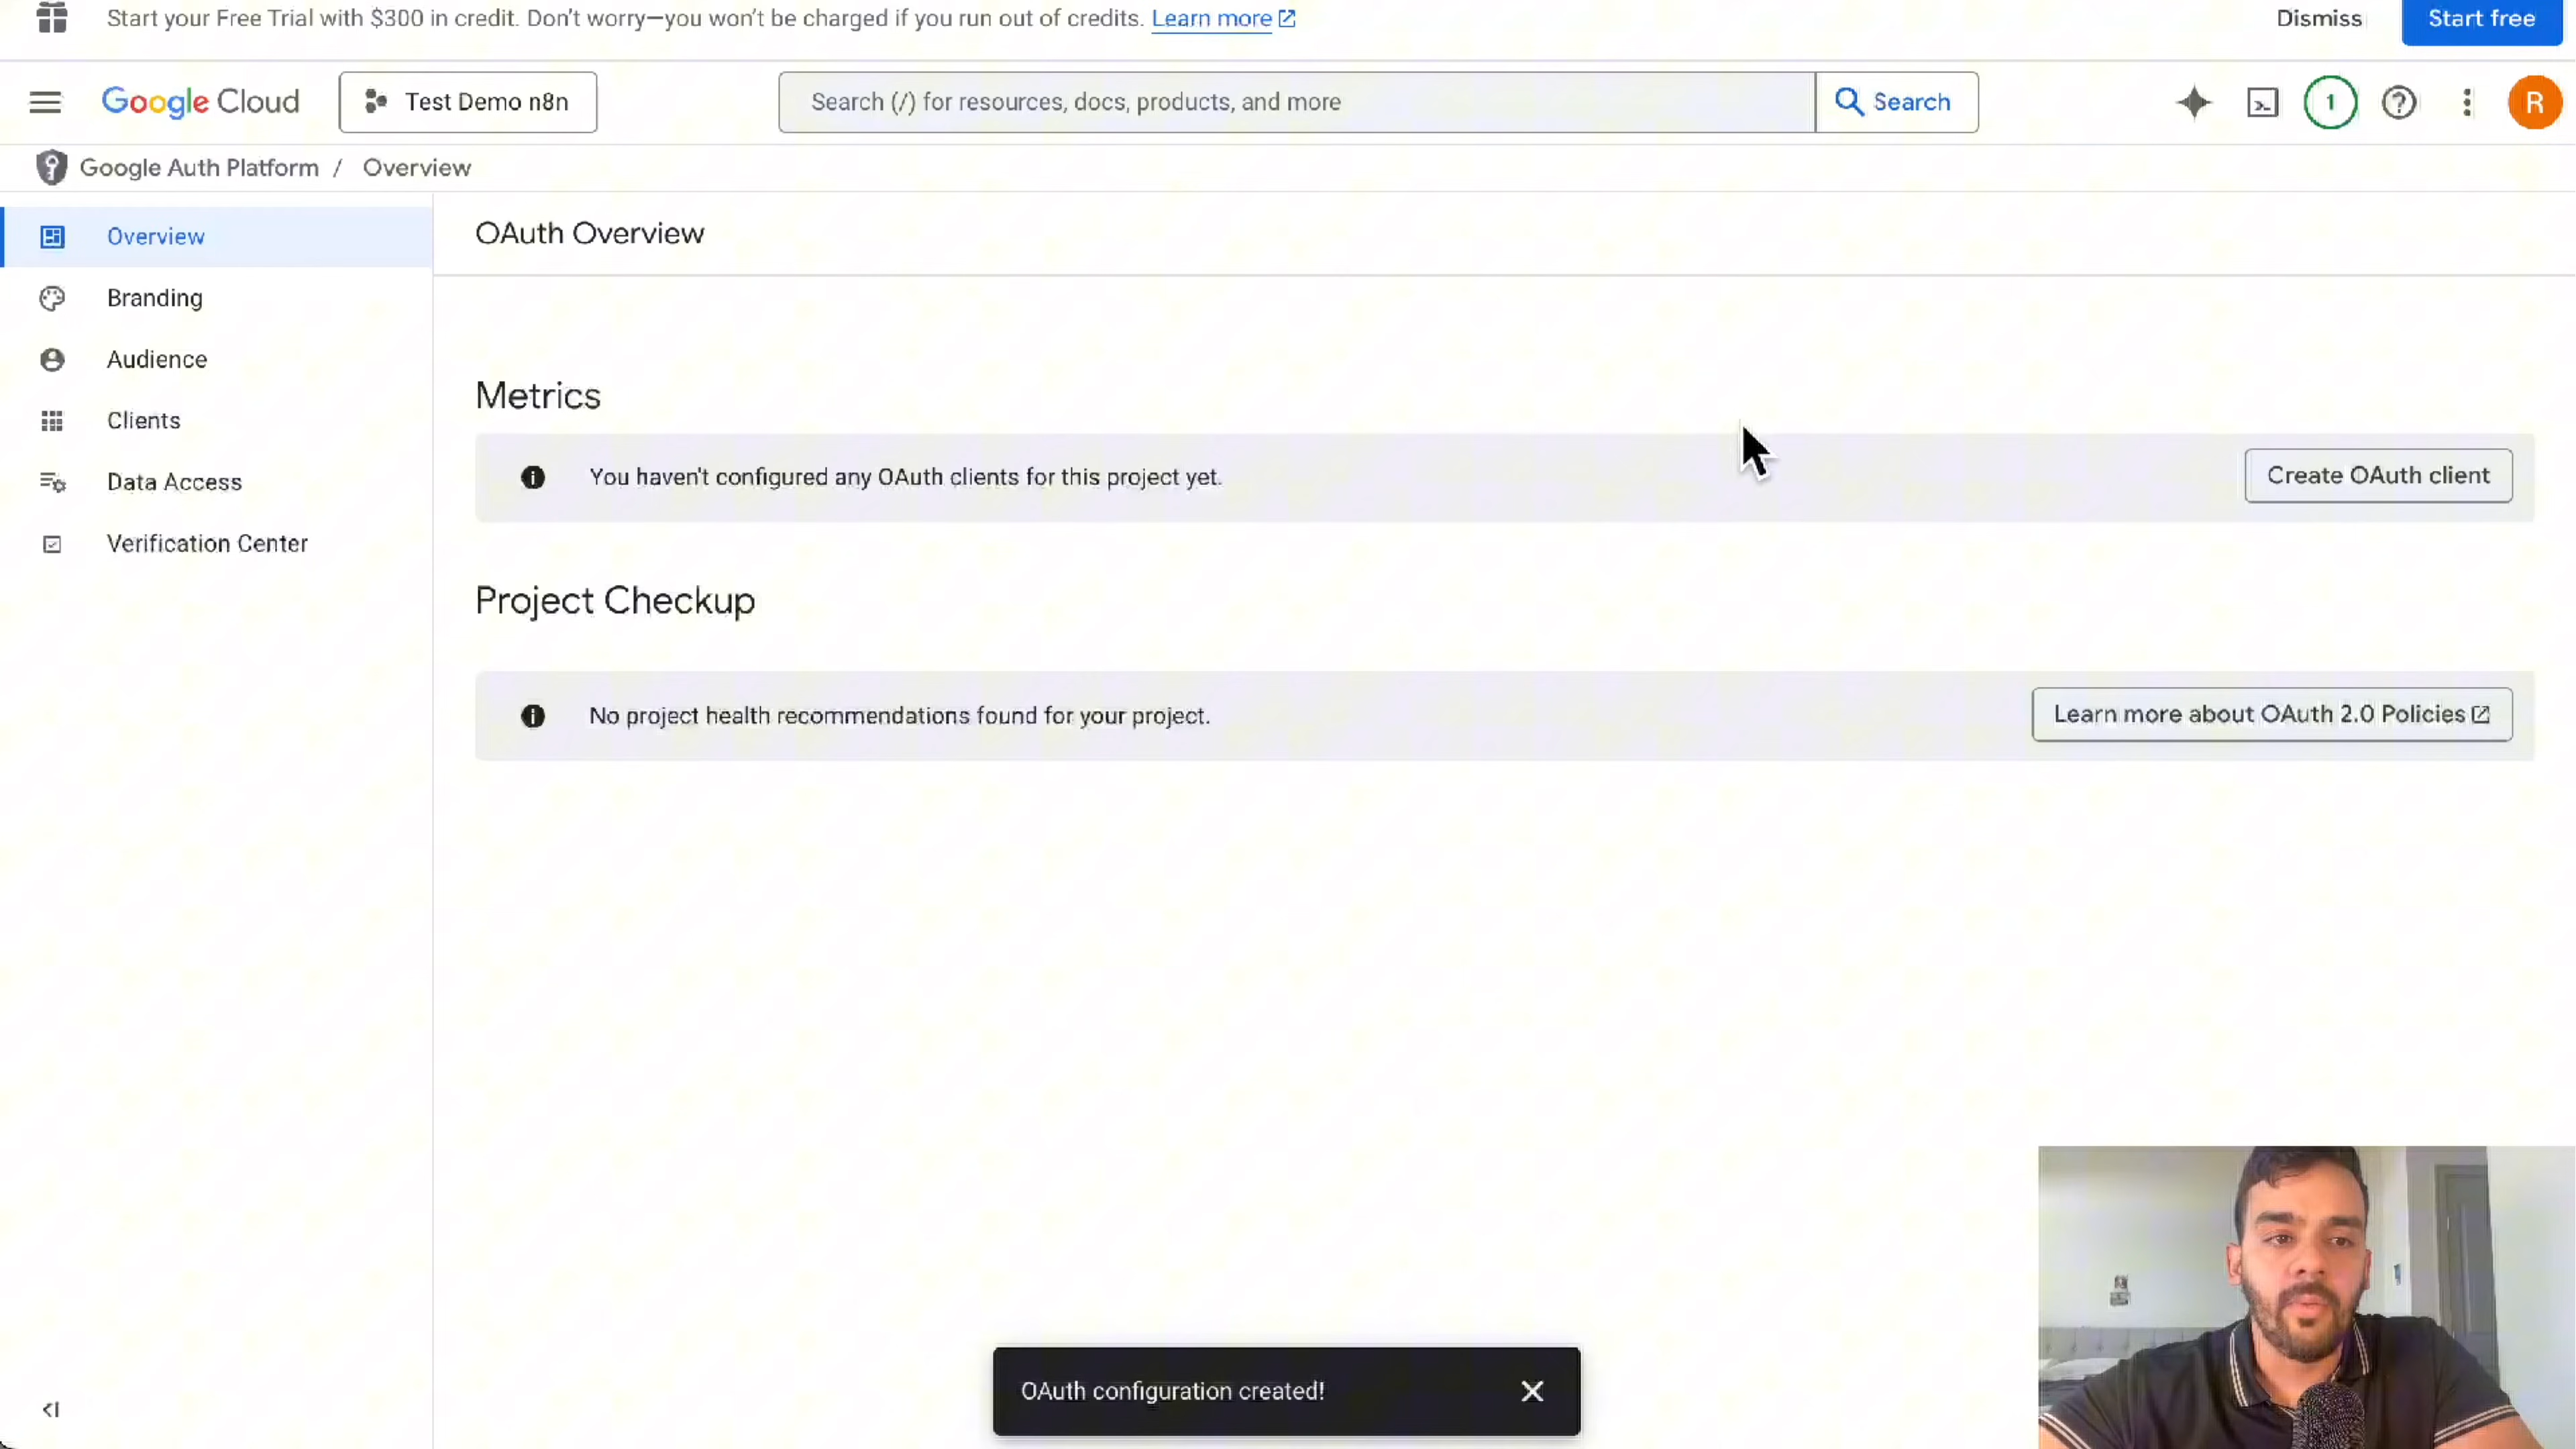 Start your Free Trial with $300 in credit. Don't worry—you won't be charged if you run out of credits. Learn more
Dismiss
Start free
Google Cloud
Test Demo n8n
Search (/) for resources, docs, products, and more
Search
1
R
Google Auth Platform / Overview
Overview
Branding
Audience
Clients
Data Access
Verification Center
OAuth Overview
Metrics
You haven't configured any OAuth clients for this project yet.
Create OAuth client
Project Checkup
No project health recommendations found for your project.
Learn more about OAuth 2.0 Policies
OAuth configuration created!